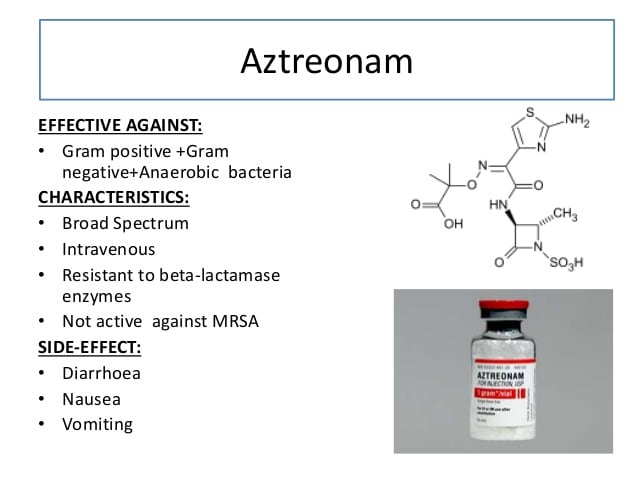 Aztreonam
EFFECTIVE AGAINST:
• Gram positive +Gram
negative+Anaerobic bacteria
CHARACTERISTICS:
• Broad Spectrum
• Intravenous
• Resistant to beta-lactamase
enzymes
• Not active against MRSA
SIDE-EFFECT:
• Diarrhoea
• Nausea
• Vomiting
S
NH₂
N
N
O
O
O
OH
HN
CH₃
N
O
SO₃H
AZTREONAM
FOR INJECTION, USP
1 gram*/vial